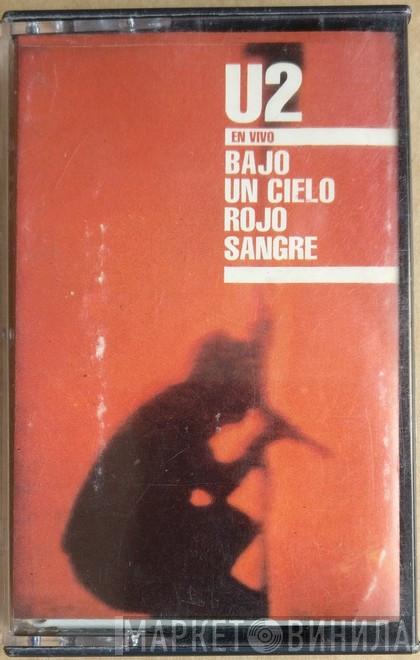 U2
EN VIVO
BAJO
UN CIELO
ROJO
SANGRE
МАРКЕТ ВИНИЛА